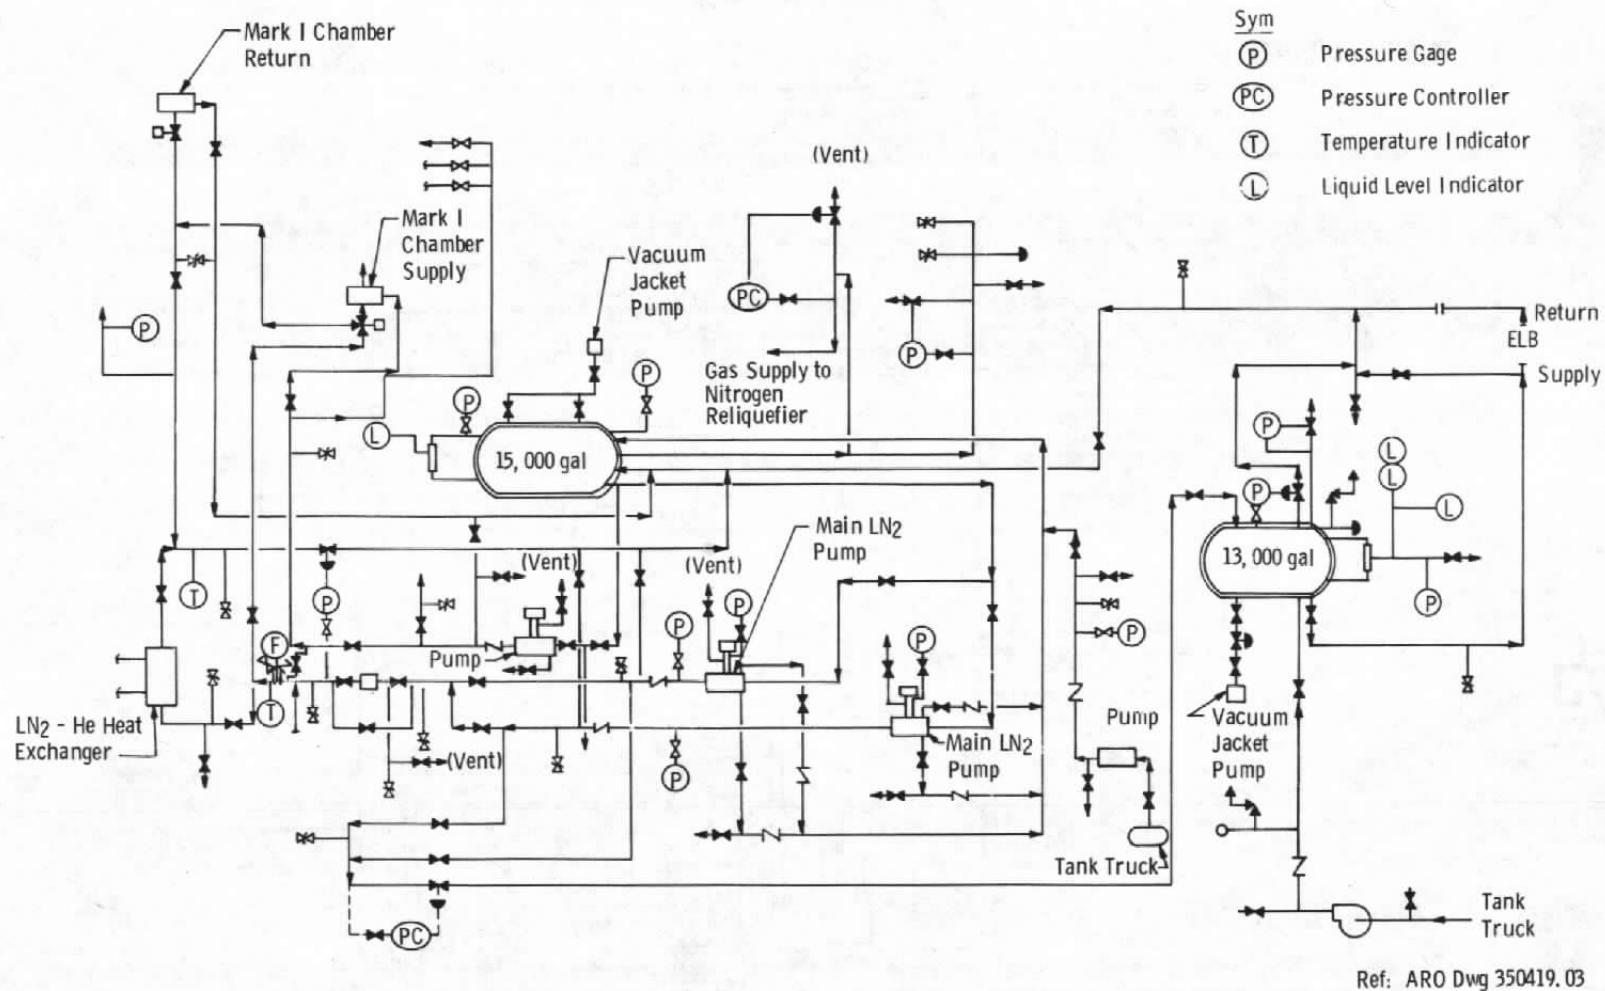 Mark I Chamber
Return
Sym
P
Pressure Gage
PC
Pressure Controller
T
Temperature Indicator
L
Liquid Level Indicator
(Vent)
Mark I
Chamber
Supply
Vacuum
Jacket
Pump
PC
P
P
Gas Supply to
Nitrogen
Reliquefier
Return
ELB
Supply
P
P
L
15,000 gal
P
L
L
P
L
Main LN2
Pump
13,000 gal
(Vent)
(Vent)
T
P
P
P
P
P
F
Pump
P
T
LN2 - He Heat
Exchanger
(Vent)
P
Main LN2
Pump
Pump
Vacuum
Jacket
Pump
Tank Truck
PC
Tank
Truck
Ref: ARO Dwg 350419.03